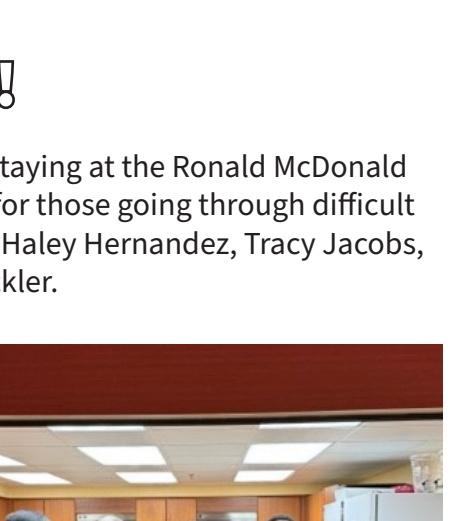 !
taying at the Ronald McDonald
for those going through difficult
Haley Hernandez, Tracy Jacobs,
kler.